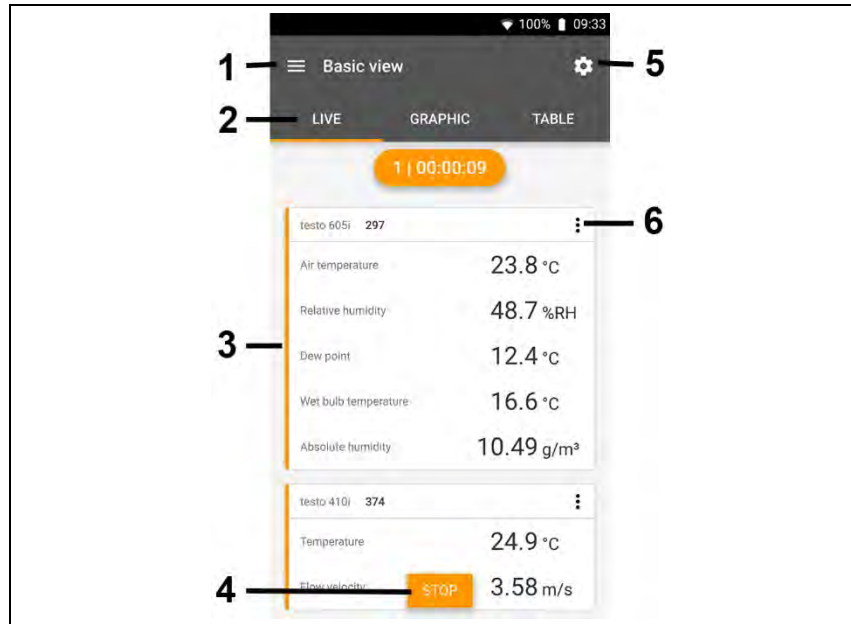 100% 09:33
1 Basic view 5
2 LIVE GRAPHIC TABLE
1 | 00:00:09
testo 605i 297 6
Air temperature 23.8 °C
Relative humidity 48.7 %RH
3
Dew point 12.4 °C
Wet bulb temperature 16.6 °C
Absolute humidity 10.49 g/m³
testo 410i 374
Temperature 24.9 °C
4 Flow velocity STOP 3.58 m/s